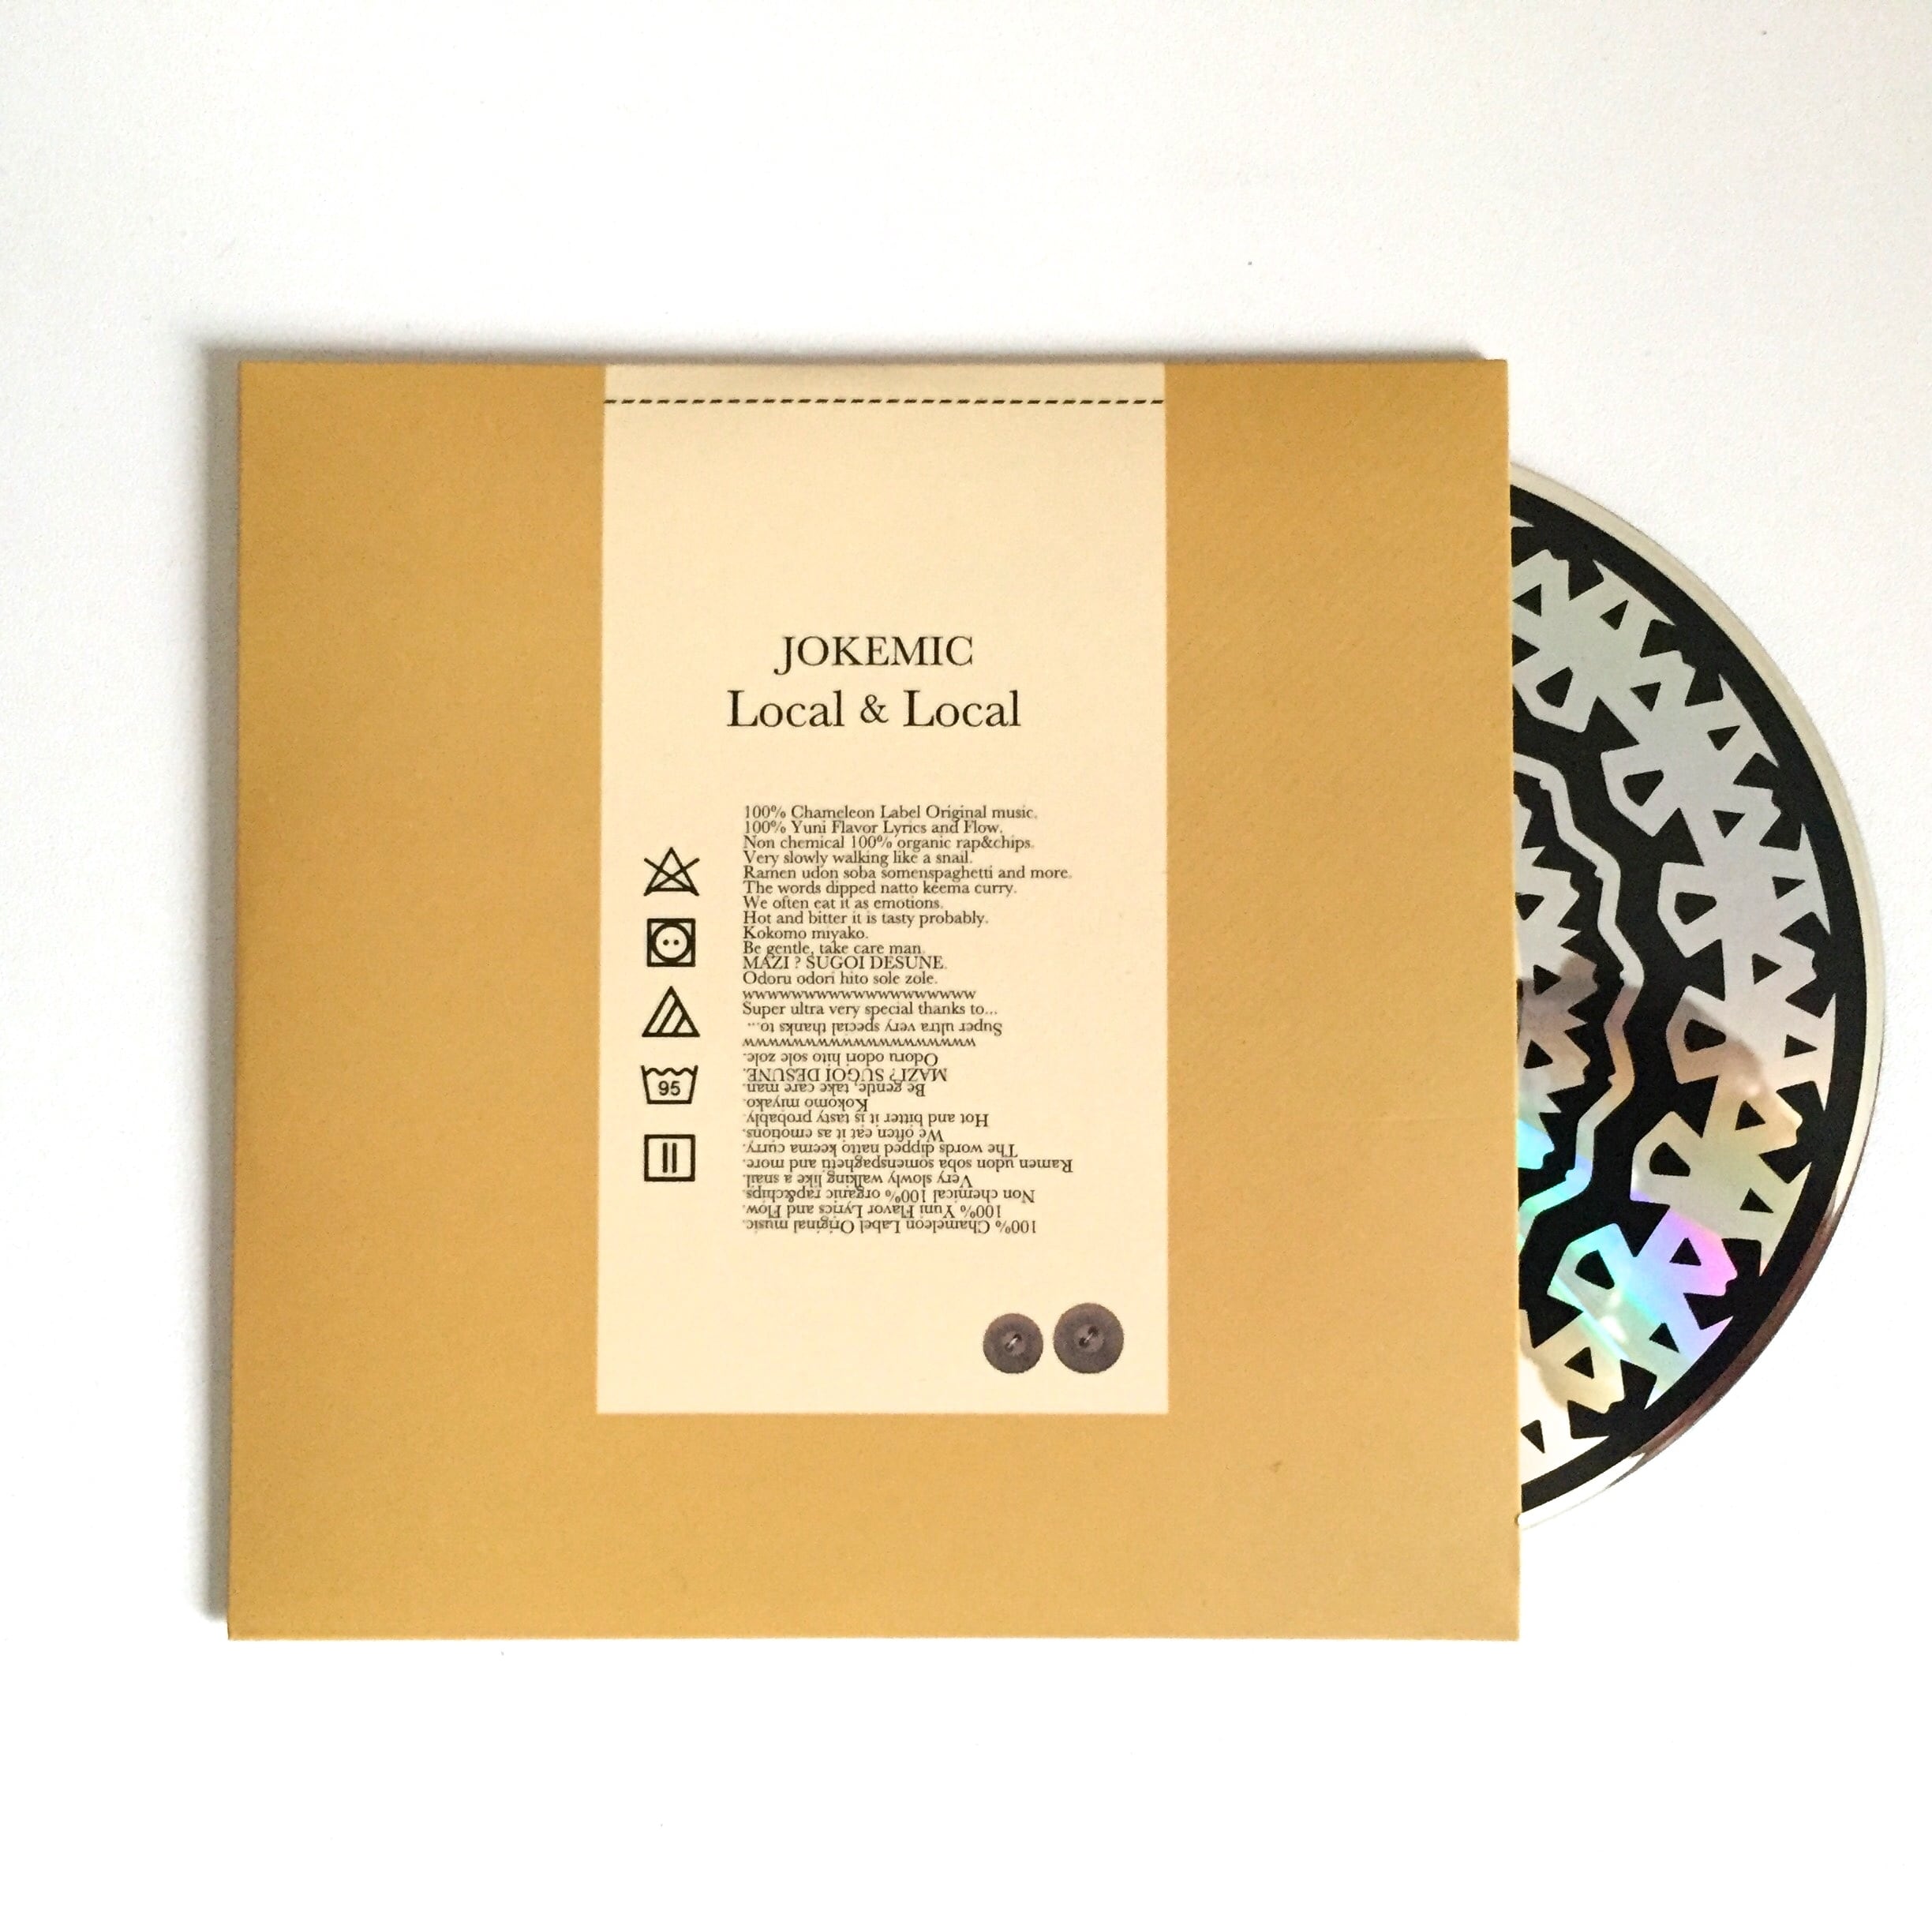 JOKEMIC
Local & Local
100% Chameleon Label Original music.
100% Yuni Flavor Lyrics and Flow.
Non chemical 100% organic rap&chips.
Very slowly walking like a snail.
Ramen udon soba somenspaghetti and more.
The words dipped natto keema curry.
We often eat it as emotions.
Hot and bitter it is tasty probably.
Kokomo miyako.
Be gentle, take care man.
MAZI ? SUGOI DESUNE.
Odoru odori hito sole zole.
wwwwwwwwwwwwwwwwwww
Super ultra very special thanks to...
Super ultra very special thanks to...
wwwwwwwwwwwwwwwwwww
Odoru odori hito sole zole.
MAZI ? SUGOI DESUNE.
Be gentle, take care man.
Kokomo miyako.
Hot and bitter it is tasty probably.
We often eat it as emotions.
The words dipped natto keema curry.
Ramen udon soba somenspaghetti and more.
Very slowly walking like a snail.
Non chemical 100% organic rap&chips.
100% Yuni Flavor Lyrics and Flow.
100% Chameleon Label Original music.
95